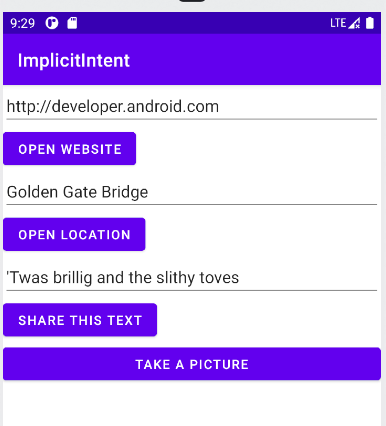 9:29 LTE
ImplicitIntent
http://developer.android.com
OPEN WEBSITE
Golden Gate Bridge
OPEN LOCATION
'Twas brillig and the slithy toves
SHARE THIS TEXT
TAKE A PICTURE